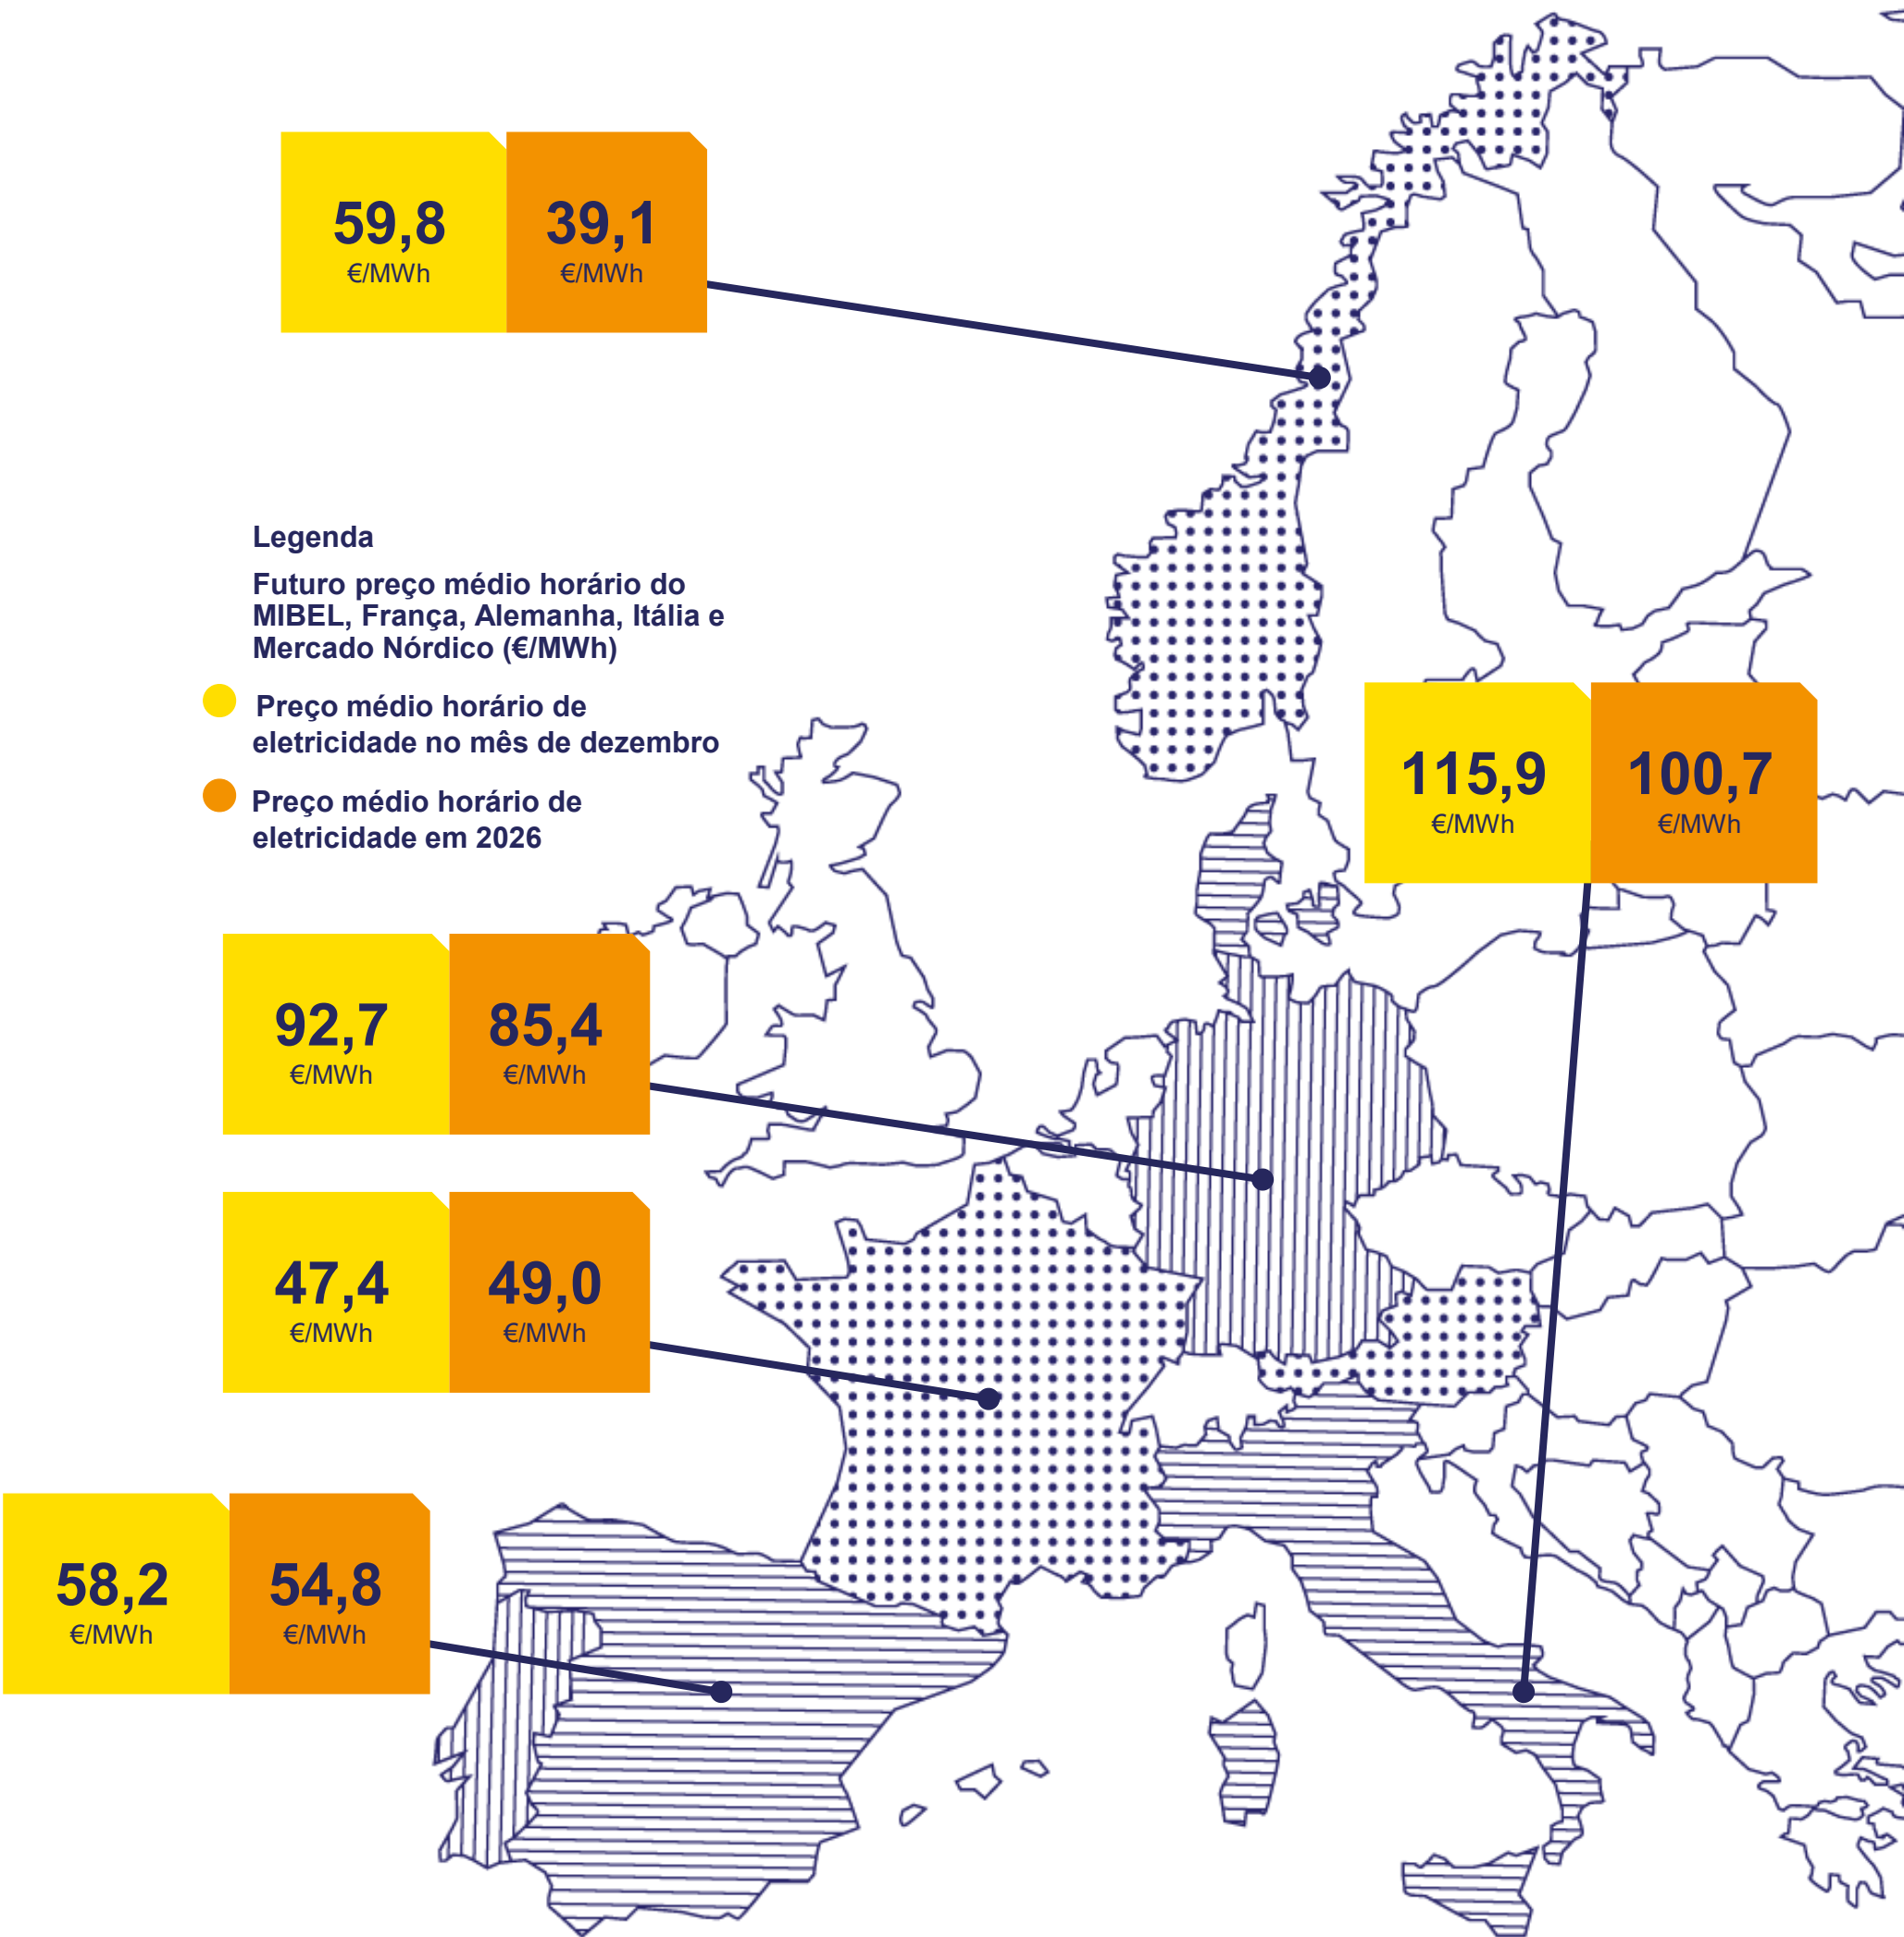 59,8
€/MWh
39,1
€/MWh
Legenda
Futuro preço médio horário do
MIBEL, França, Alemanha, Itália e
Mercado Nórdico (€/MWh)
Preço médio horário de
eletricidade no mês de dezembro
Preço médio horário de
eletricidade em 2026
115,9
€/MWh
100,7
€/MWh
92,7
€/MWh
85,4
€/MWh
47,4
€/MWh
49,0
€/MWh
58,2
€/MWh
54,8
€/MWh